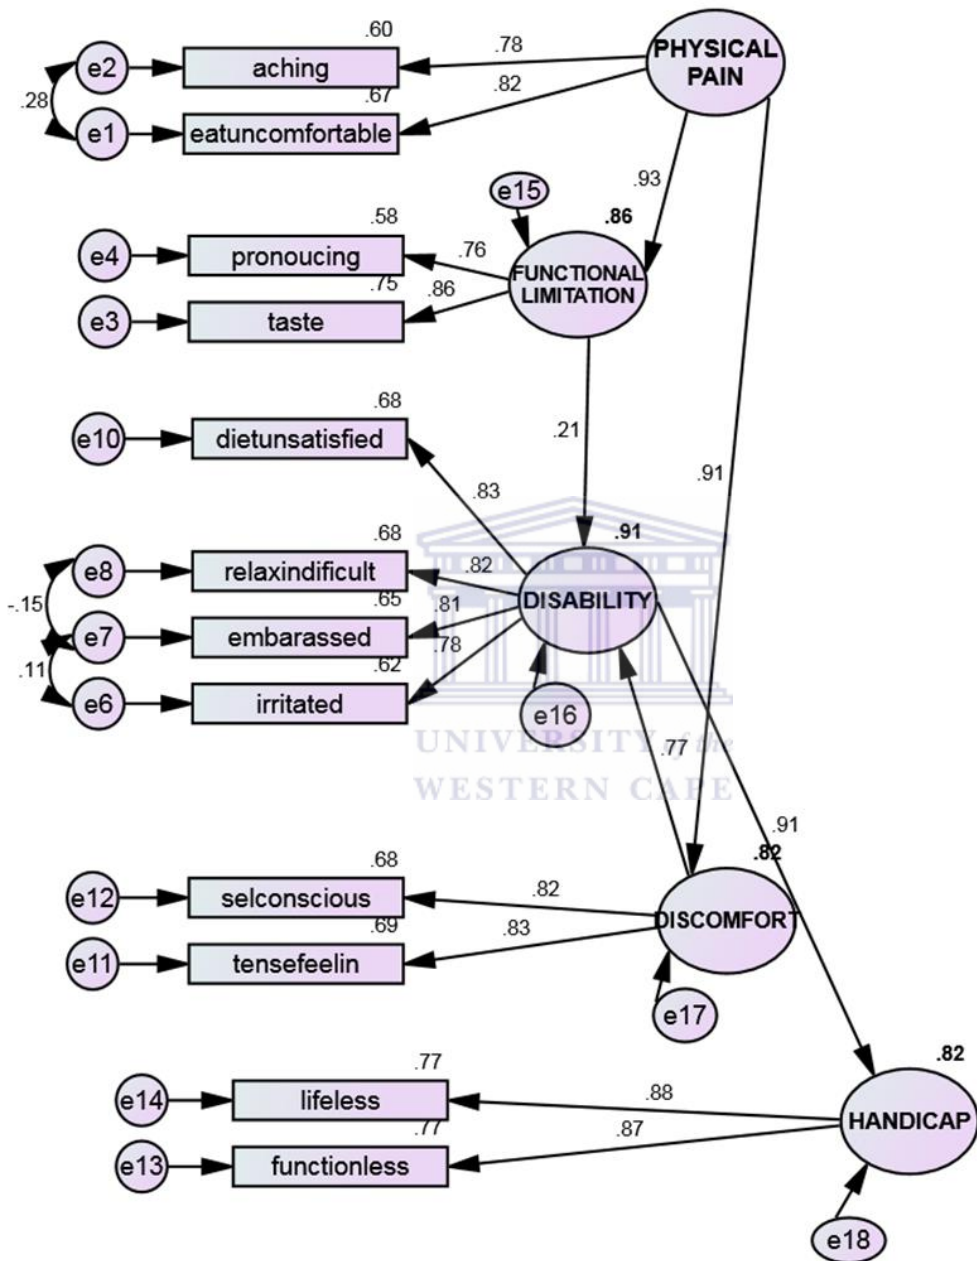 .60
e2
aching
.78
PHYSICAL
PAIN
.28
.67
.82
e1
eatuncomfortable
.93
e15
.86
.58
e4
pronoucing
.76
FUNCTIONAL
LIMITATION
.75
.86
e3
taste
.68
e10
dietunsatisfied
.21
.91
.83
.91
.68
e8
relaxindificult
.82
DISABILITY
-.15
.65
.81
e7
embarassed
.78
.11
.62
e6
irritated
e16
UNIVERSITY of the
WESTERN CAPE
.77
.91
.82
.68
e12
selconscious
.82
DISCOMFORT
.69
.83
e11
tensefeelin
e17
.82
.77
e14
lifeless
.88
HANDICAP
.77
.87
e13
functionless
e18